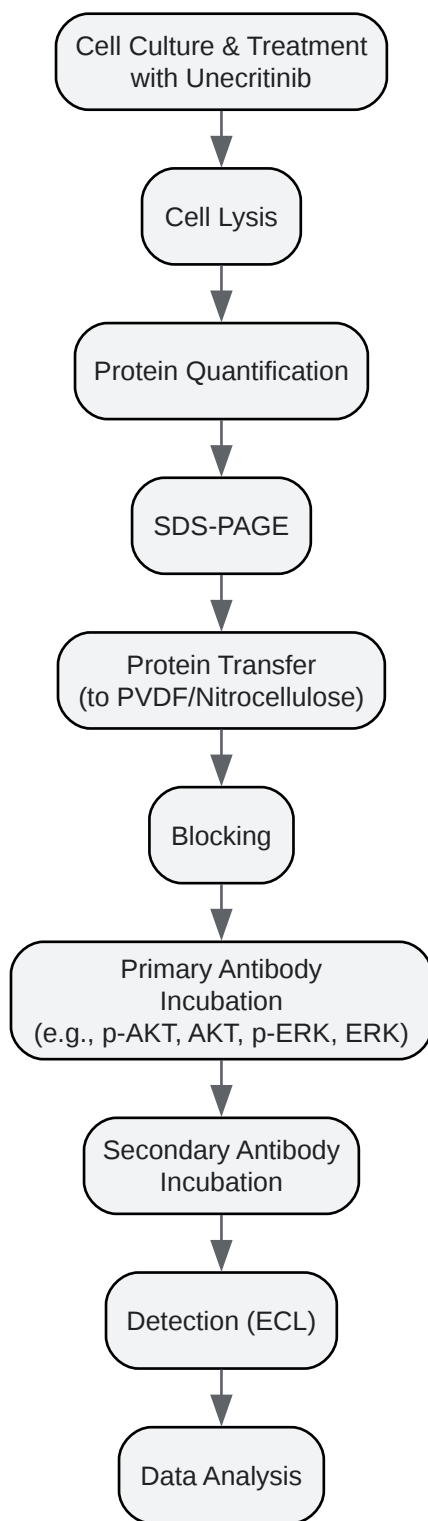 Cell Culture & Treatment
with Unecritinib
Cell Lysis
Protein Quantification
SDS-PAGE
Protein Transfer
(to PVDF/Nitrocellulose)
Blocking
Primary Antibody
Incubation
(e.g., p-AKT, AKT, p-ERK, ERK)
Secondary Antibody
Incubation
Detection (ECL)
Data Analysis